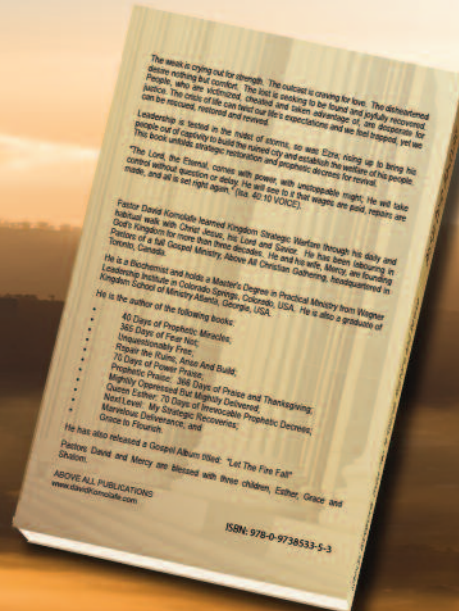 The weak is crying out for strength. The outcast is craving for love. The disheartened
desire nothing but comfort. The lost is seeking to be found and joyfully recovered.
People, who are victimized, cheated and taken advantage of, are desperate for
justice. The crisis of life can twist our life's expectations and we feel trapped, yet we
can be rescued, restored and revived.
Leadership is tested in the midst of storms, so was Ezra; rising up to bring his
people out of captivity to build the ruined city and establish the welfare of his people.
This book unfolds strategic restoration and prophetic decrees for revival.
"The Lord, the Eternal, comes with power, with unstoppable might; He will take
control without question or delay. He will see to it that wages are paid, repairs are
made, and all is set right again." (Isa. 40:10 VOICE).
Pastor David Komolafe learned Kingdom Strategic Warfare through his daily and
habitual walk with Christ Jesus, his Lord and Savior. He has been labouring in
God's Kingdom for more than three decades. He and his wife, Mercy, are founding
Pastors of a full Gospel Ministry, Above All Christian Gathering, headquartered in
Toronto, Canada.
He is a Biochemist and holds a Master's Degree in Practical Ministry from Wagner
Leadership Institute in Colorado Springs, Colorado, USA. He is also a graduate of
Kingdom School of Ministry Atlanta, Georgia, USA.
He is the author of the following books:
• 40 Days of Prophetic Miracles;
• 365 Days of Fear Not;
• Unquestionably Free;
• Repair the Ruins, Arise And Build;
• 70 Days of Power Praise;
• Prophetic Praise: 366 Days of Praise and Thanksgiving;
• Mightily Oppressed But Mightily Delivered;
• Queen Esther: 70 Days of Irrevocable Prophetic Decrees;
• Next Level: My Strategic Recoveries;
• Marvelous Deliverance, and
• Grace to Flourish.
He has also released a Gospel Album titled: "Let The Fire Fall"
Pastors David and Mercy are blessed with three children, Esther, Grace and
Shalom.
ABOVE ALL PUBLICATIONS
www.davidkomolafe.com
ISBN: 978-0-9738533-5-3